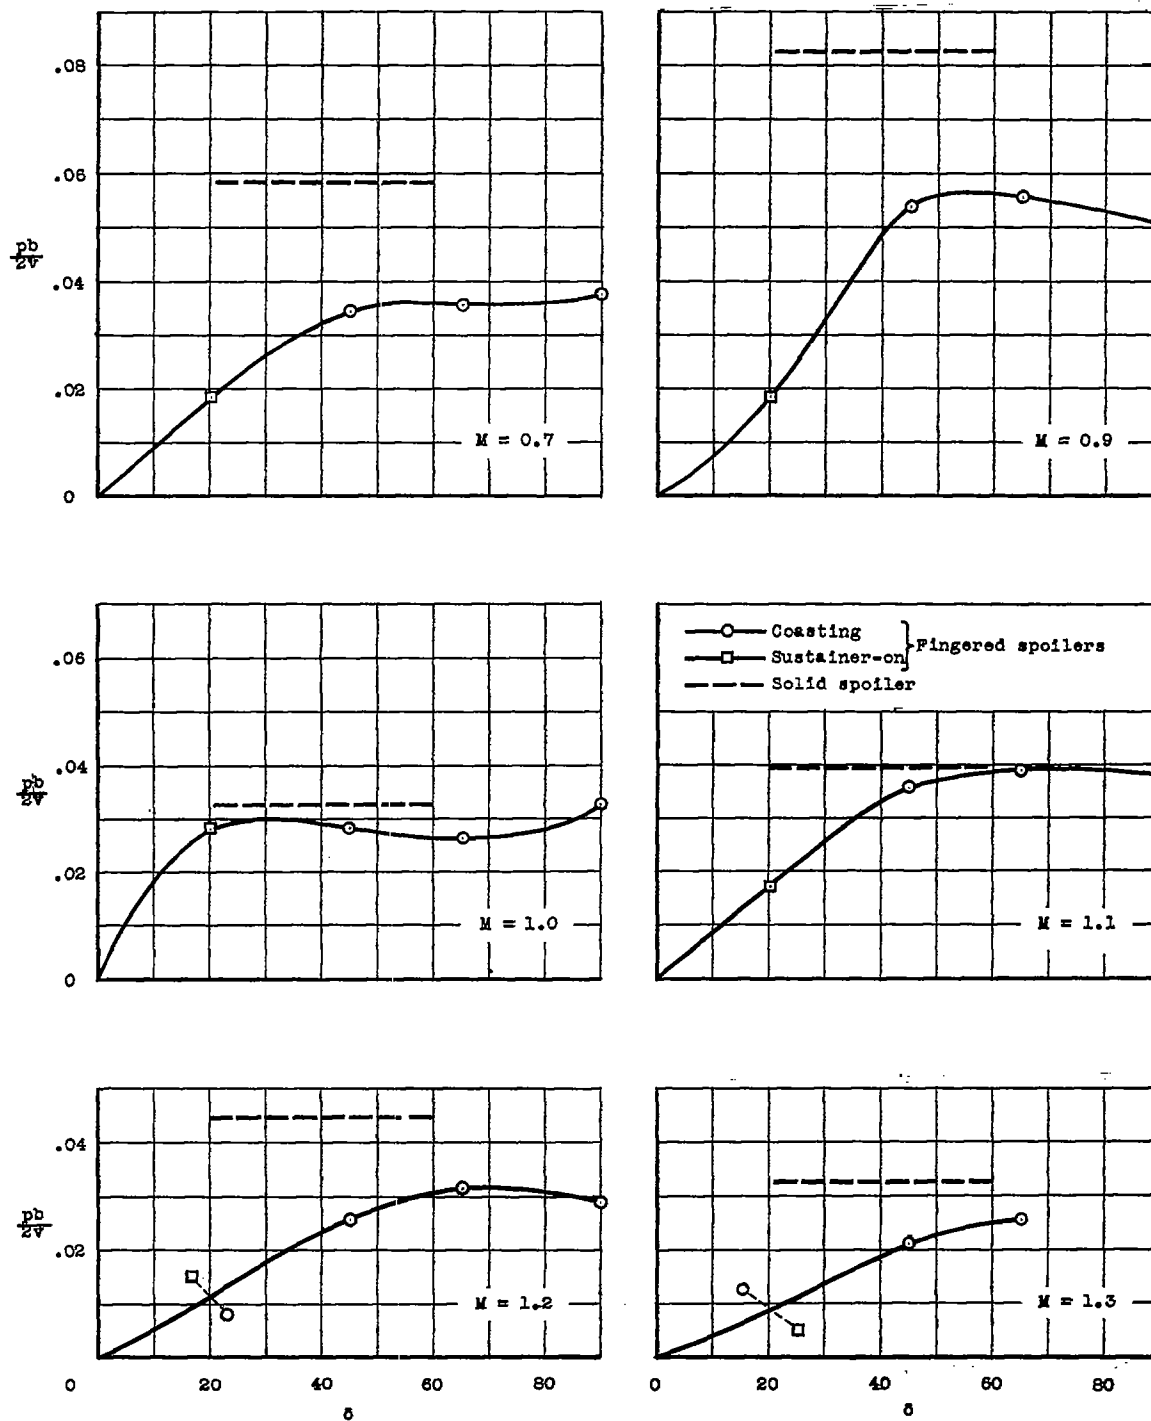 .08
.06
.04
.02
0
pb
2V
M = 0.7
M = 0.9
.06
.04
.02
0
pb
2V
M = 1.0
Coasting
Sustainer-on
Fingered spoilers
Solid spoiler
M = 1.1
.04
.02
0
pb
2V
M = 1.2
M = 1.3
20
40
60
80
δ
0
20
40
60
80
δ